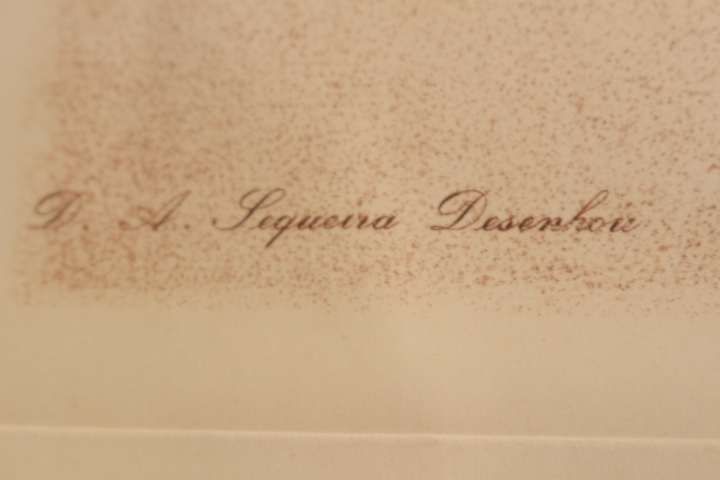 D. A. Sequeira Desenhou